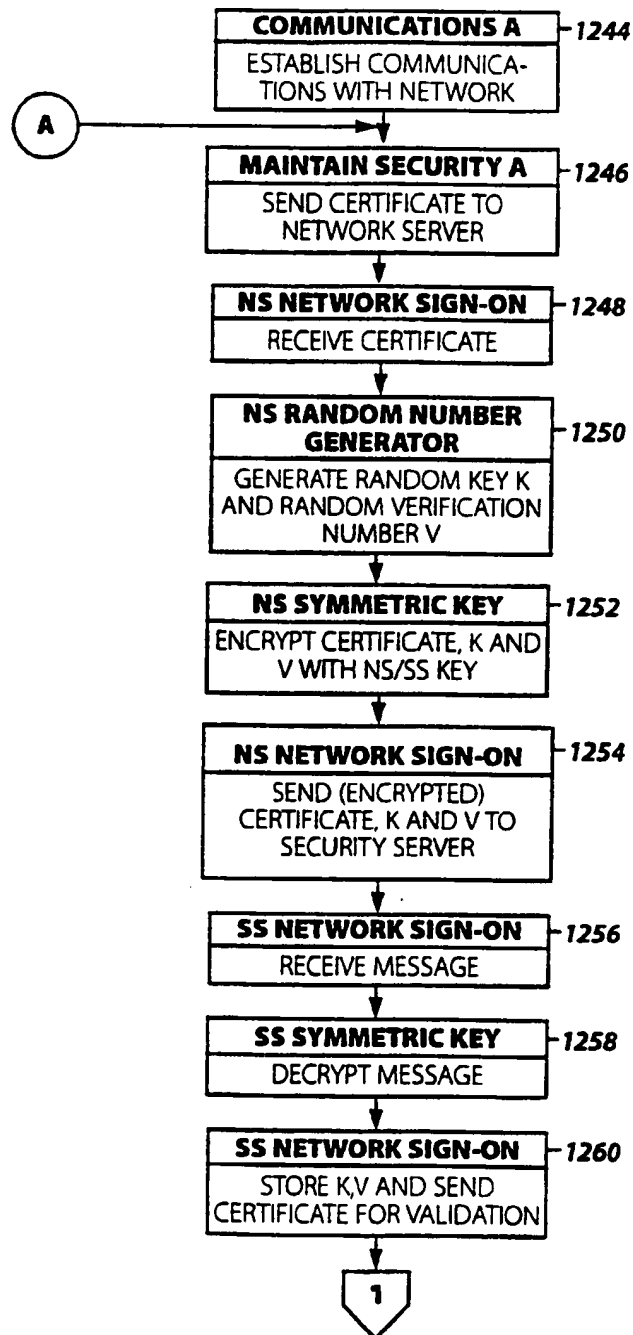 COMMUNICATIONS A
1244
ESTABLISH COMMUNICA-
TIONS WITH NETWORK
A
MAINTAIN SECURITY A
1246
SEND CERTIFICATE TO
NETWORK SERVER
NS NETWORK SIGN-ON
1248
RECEIVE CERTIFICATE
NS RANDOM NUMBER
GENERATOR
1250
GENERATE RANDOM KEY K
AND RANDOM VERIFICATION
NUMBER V
NS SYMMETRIC KEY
1252
ENCRYPT CERTIFICATE, K AND
V WITH NS/SS KEY
NS NETWORK SIGN-ON
1254
SEND (ENCRYPTED)
CERTIFICATE, K AND V TO
SECURITY SERVER
SS NETWORK SIGN-ON
1256
RECEIVE MESSAGE
SS SYMMETRIC KEY
1258
DECRYPT MESSAGE
SS NETWORK SIGN-ON
1260
STORE K,V AND SEND
CERTIFICATE FOR VALIDATION
1